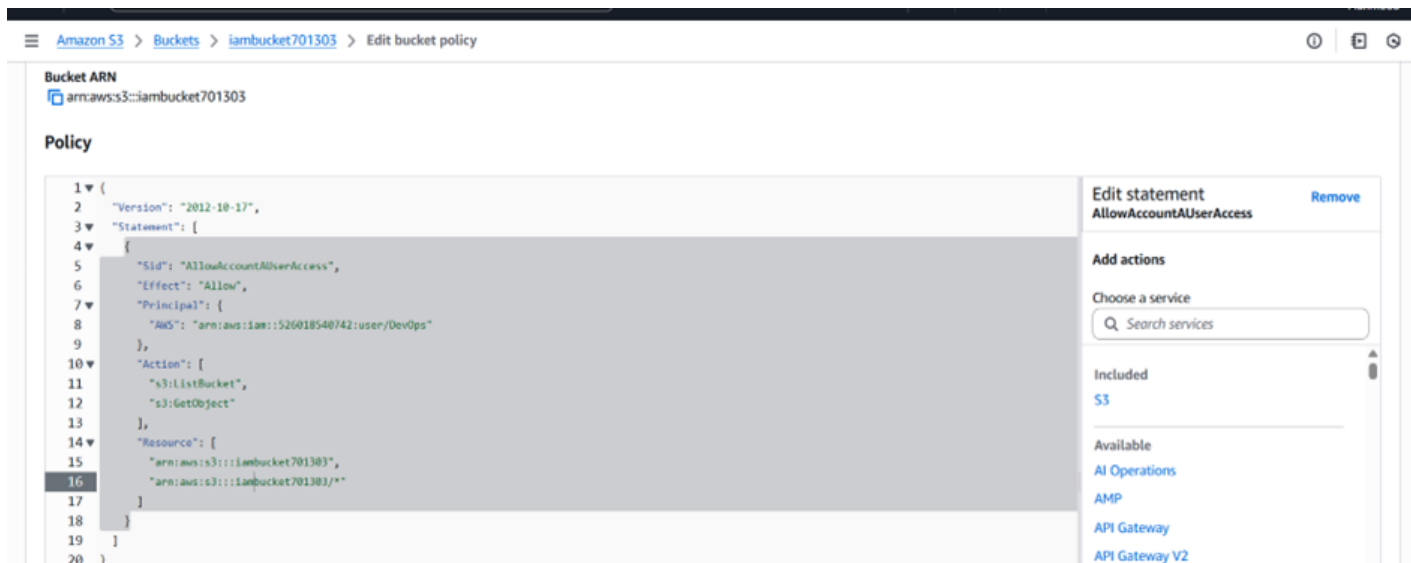 Amazon S3 > Buckets > iambucket701303 > Edit bucket policy
Bucket ARN
arn:aws:s3:::iambucket701303
Policy
1 {
2 "Version": "2012-10-17",
3 "Statement": [
4 {
5 "Sid": "AllowAccountAUserAccess",
6 "Effect": "Allow",
7 "Principal": {
8 "AWS": "arn:aws:iam::526018540742:user/DevOps"
9 },
10 "Action": [
11 "s3:ListBucket",
12 "s3:GetObject"
13 ],
14 "Resource": [
15 "arn:aws:s3:::iambucket701303",
16 "arn:aws:s3:::iambucket701303/*"
17 ]
18 }
19 ]
20 }
Edit statement
Remove
AllowAccountAUserAccess
Add actions
Choose a service
Search services
Included
S3
Available
AI Operations
AMP
API Gateway
API Gateway V2